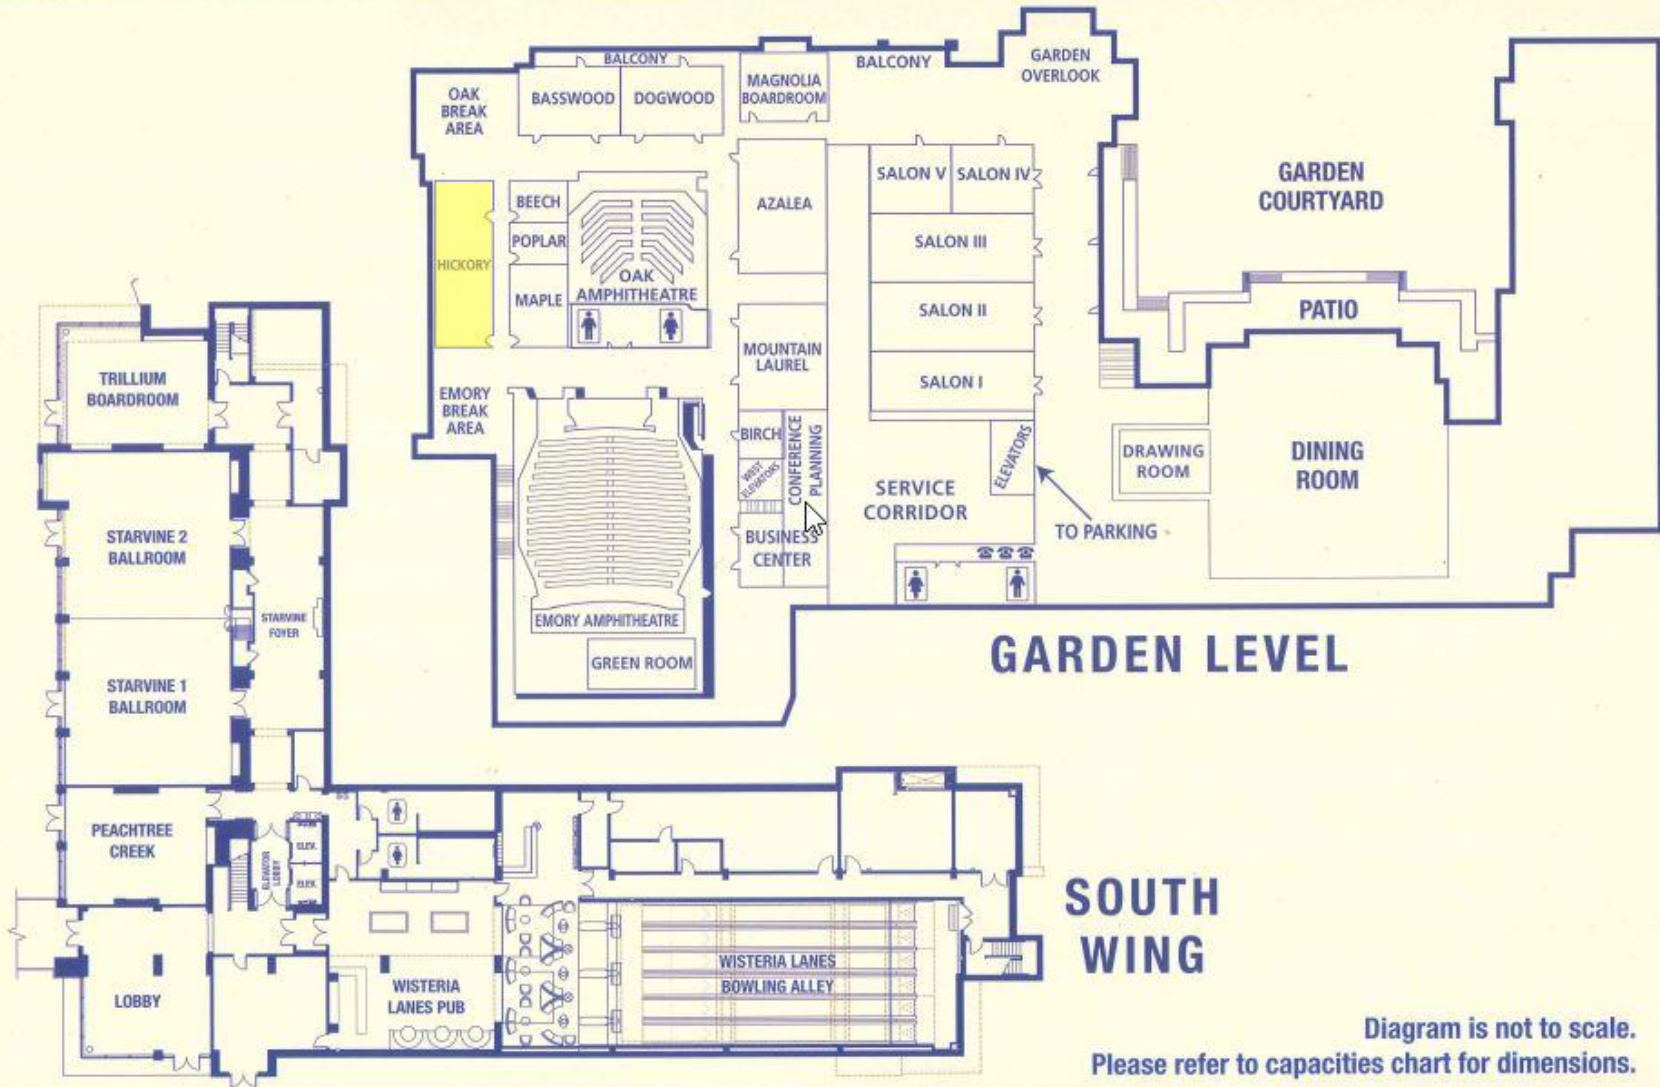 BALCONY
GARDEN
OVERLOOK
BALCONY
OAK
BREAK
AREA
BASSWOOD
DOGWOOD
MAGNOLIA
BOARDROOM
GARDEN
COURTYARD
SALON V
SALON IV
BEECH
AZALEA
POPLAR
SALON III
HICKORY
OAK
AMPHITHEATRE
MAPLE
SALON II
PATIO
MOUNTAIN
LAUREL
SALON I
TRILLIUM
BOARDROOM
EMORY
BREAK
AREA
BIRCH
CONFERENCE
PLANNING
WEST
ELEVATORS
ELEVATORS
DRAWING
ROOM
DINING
ROOM
SERVICE
CORRIDOR
TO PARKING
BUSINESS
CENTER
STARVINE 2
BALLROOM
STARVINE
FOYER
EMORY AMPHITHEATRE
GREEN ROOM
GARDEN LEVEL
STARVINE 1
BALLROOM
PEACHTREE
CREEK
ELEVATOR
LOBBY
ELEV.
ELEV.
SOUTH
WING
WISTERIA LANES
BOWLING ALLEY
WISTERIA
LANES PUB
LOBBY
Diagram is not to scale.
Please refer to capacities chart for dimensions.